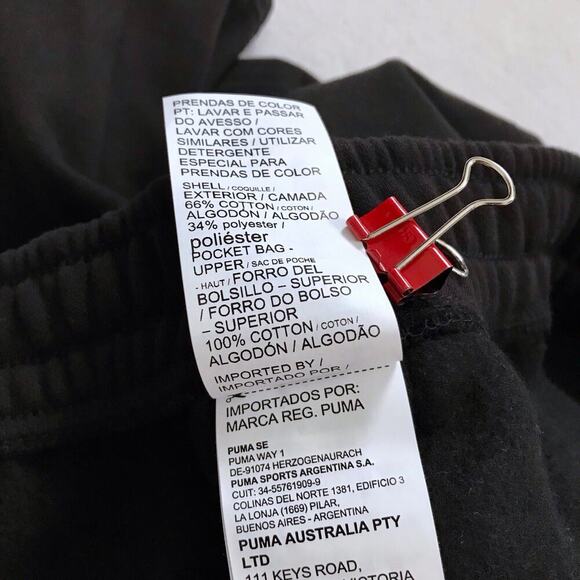 PRENDAS DE COLOR
PT: LAVAR E PASSAR
DO AVESSO /
LAVAR COM CORES
SIMILARES / UTILIZAR
DETERGENTE
ESPECIAL PARA
PRENDAS DE COLOR
SHELL / COQUILLE /
EXTERIOR / CAMADA
66% COTTON / COTON /
ALGODÓN / ALGODÃO
34% polyester /
poliéster
POCKET BAG -
UPPER / SAC DE POCHE
- HAUT / FORRO DEL
BOLSILLO - SUPERIOR
/ FORRO DO BOLSO
- SUPERIOR
100% COTTON / COTON /
ALGODÓN / ALGODÃO
IMPORTED BY /
IMPORTADO POR /
IMPORTADOS POR:
MARCA REG. PUMA
PUMA SE
PUMA WAY 1
DE-91074 HERZOGENAURACH
PUMA SPORTS ARGENTINA S.A.
CUIT: 34-55761909-9
COLINAS DEL NORTE 1381, EDIFICIO 3
LA LONJA (1669) PILAR,
BUENOS AIRES - ARGENTINA
PUMA AUSTRALIA PTY
LTD
111 KEYS ROAD,
VICTORIA